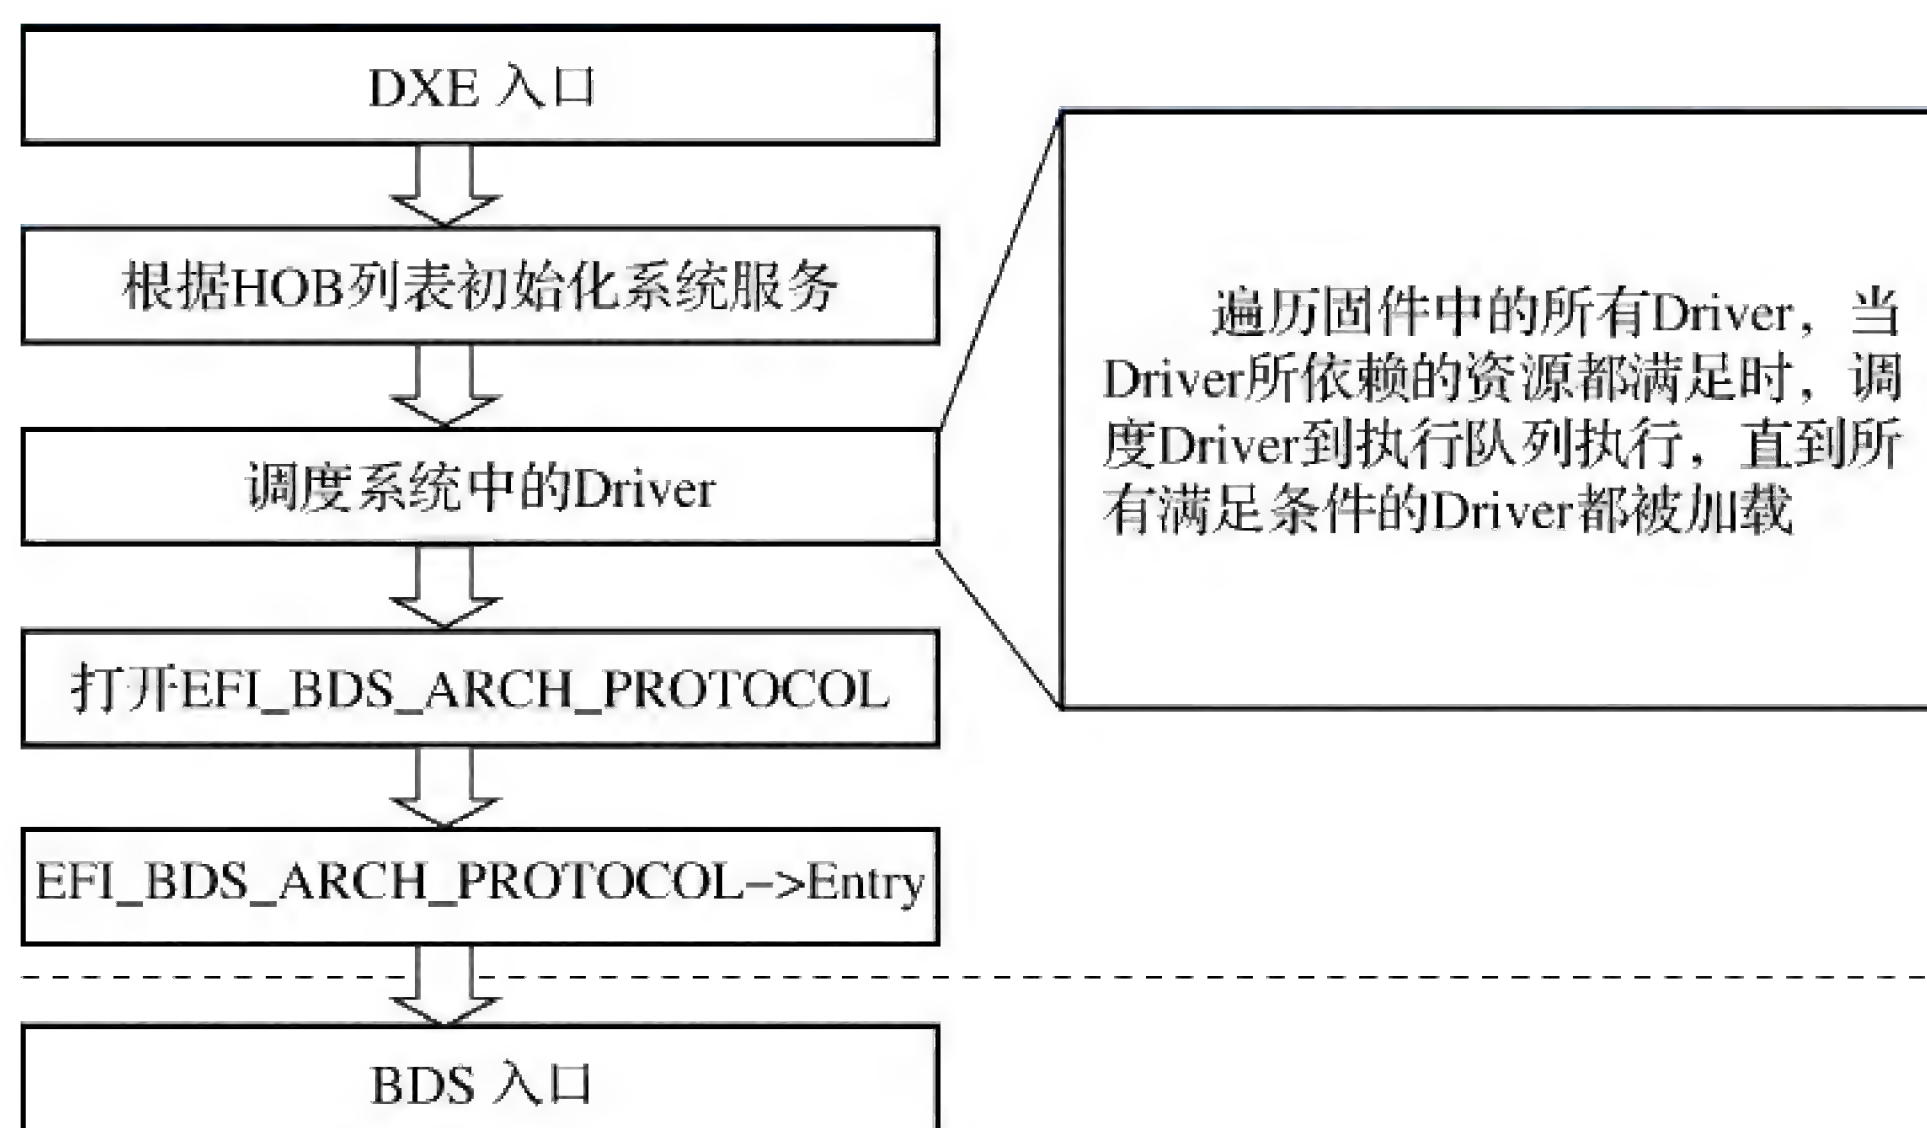 DXE 入口
根据HOB列表初始化系统服务
调度系统中的Driver
遍历固件中的所有Driver，当
Driver所依赖的资源都满足时，调
度Driver到执行队列执行，直到所
有满足条件的Driver都被加载
打开EFI_BDS_ARCH_PROTOCOL
EFI_BDS_ARCH_PROTOCOL–>Entry
BDS 入口